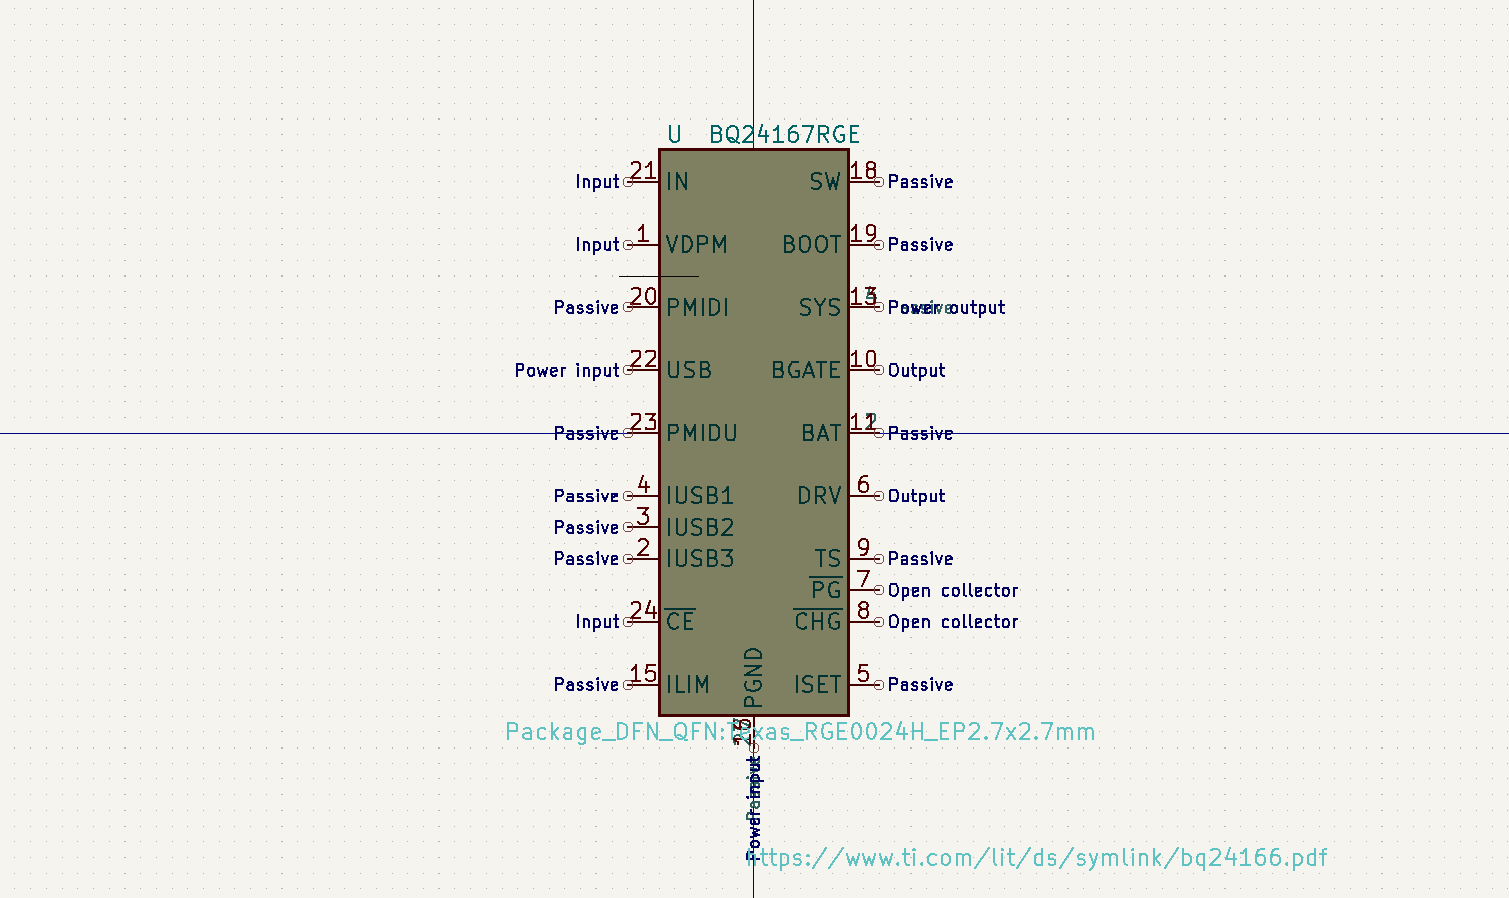 U BQ24167RGE
Input 21 IN SW 18 Passive
Input 1 VDPM BOOT 19 Passive
Passive 20 PMIDI SYS 13 Power output
Power input 22 USB BGATE 10 Output
Passive 23 PMIDU BAT Passive
Passive 4 IUSB1 DRV 6 Output
Passive 3 IUSB2
Passive 2 IUSB3 TS 9 Passive
PG 7 Open collector
Input 24 CE CHG 8 Open collector
Passive 15 ILIM PGND ISET 5 Passive
Package_DFN_QFN:Texas_RGE0024H_EP2.7x2.7mm
Power input
https://www.ti.com/lit/ds/symlink/bq24166.pdf